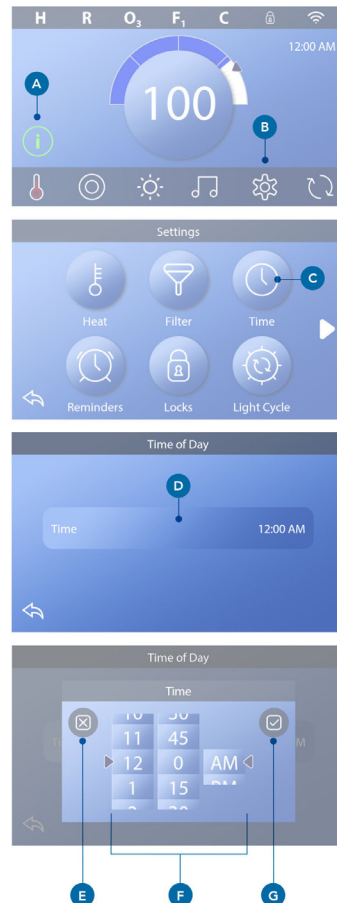 H R O3 F1 C
12:00 AM
A
100
B
i
Settings
C
Heat Filter Time
Reminders Locks Light Cycle
Time of Day
D
Time 12:00 AM
Time of Day
Time
11 45
12 0 AM
1 15
E F G